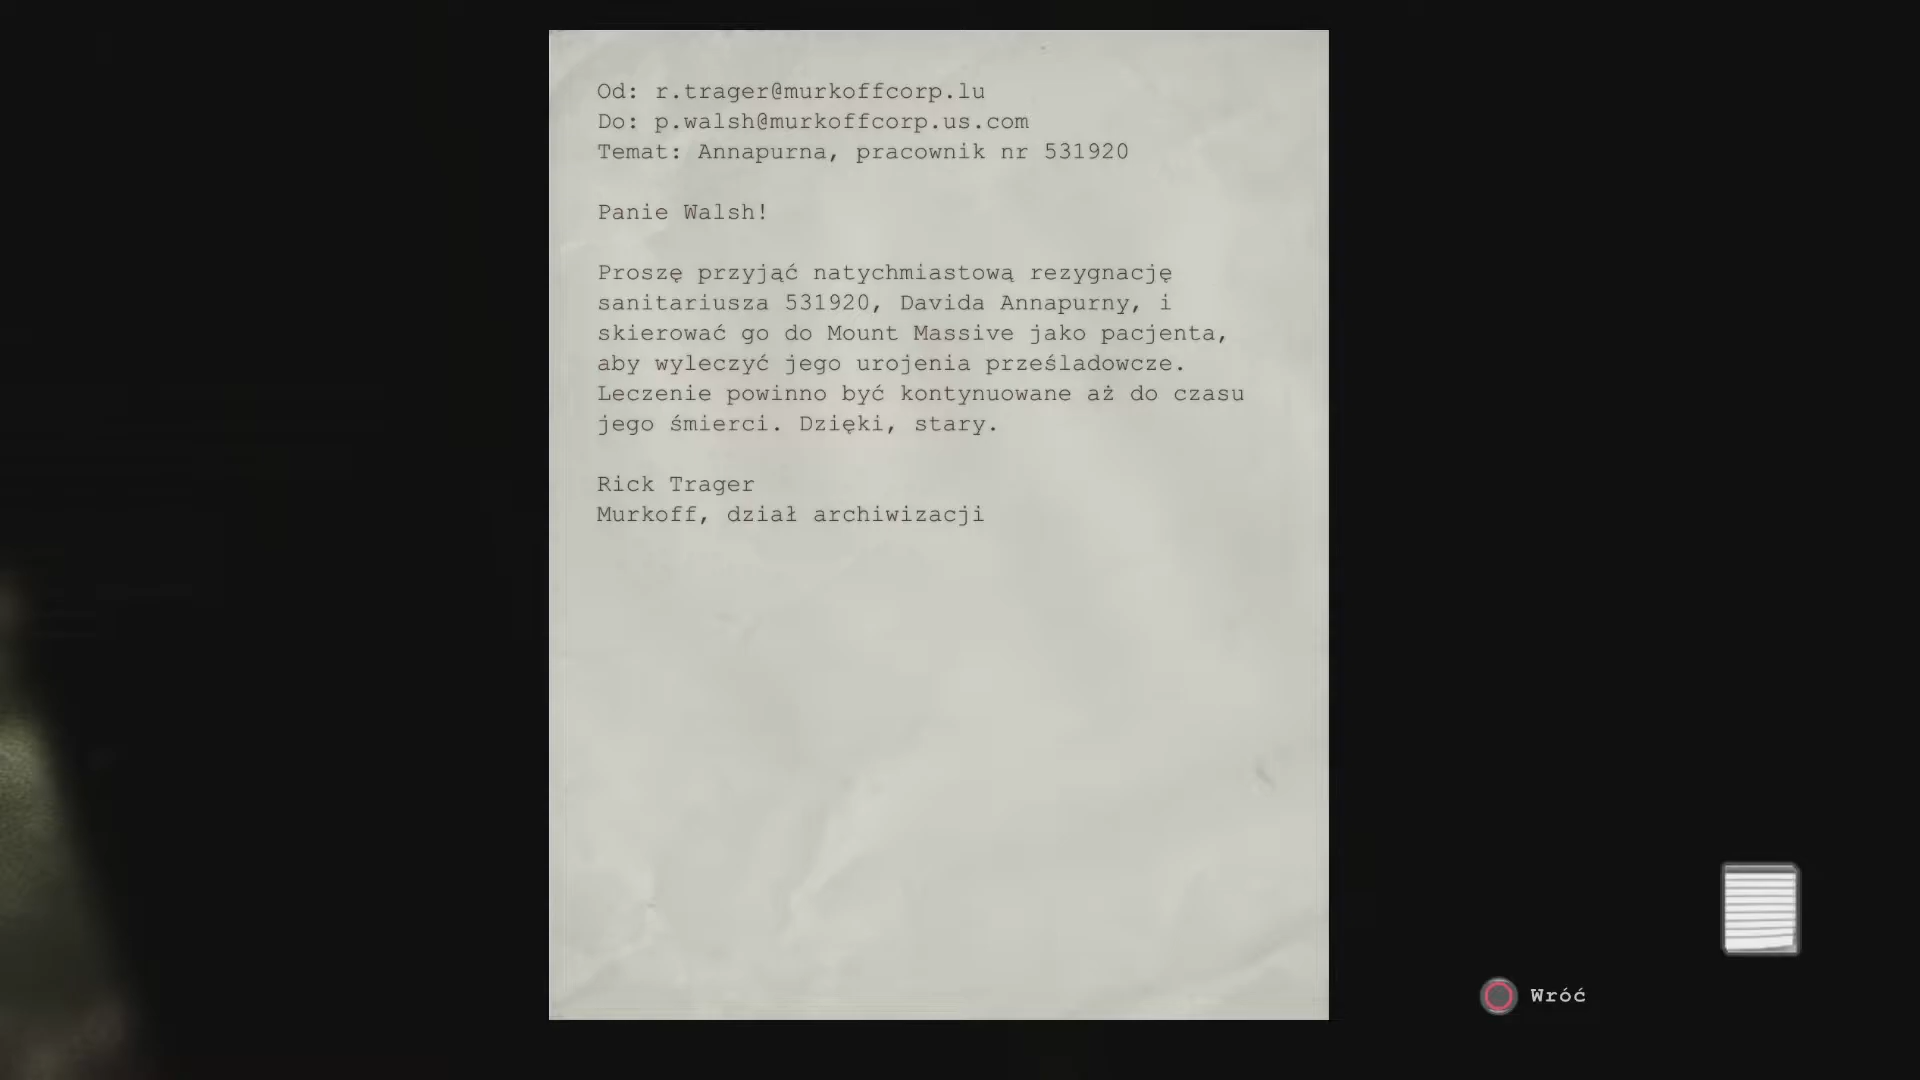 Od: r.trager@murkoffcorp.lu
Do: p.walsh@murkoffcorp.us.com
Temat: Annapurna, pracownik nr 531920
Panie Walsh!
Proszę przyjąć natychmiastową rezygnację
sanitariusza 531920, Davida Annapurny, i
skierować go do Mount Massive jako pacjenta,
aby wyleczyć jego urojenia prześladowcze.
Leczenie powinno być kontynuowane aż do czasu
jego śmierci. Dzięki, stary.
Rick Trager
Murkoff, dział archiwizacji
Wróć